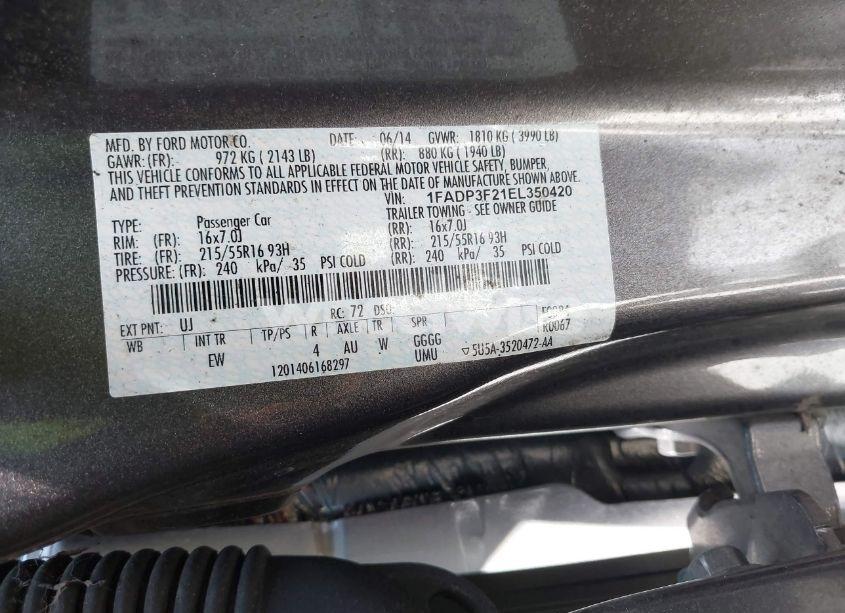 MFD. BY FORD MOTOR CO. DATE: 06/14 GVWR: 1810 KG ( 3990 LB)
GAWR: (FR): 972 KG ( 2143 LB) (RR): 880 KG ( 1940 LB)
THIS VEHICLE CONFORMS TO ALL APPLICABLE FEDERAL MOTOR VEHICLE SAFETY, BUMPER,
AND THEFT PREVENTION STANDARDS IN EFFECT ON THE DATE OF MANUFACTURE SHOWN ABOVE.
VIN: 1FADP3F21EL350420
TYPE: Passenger Car TRAILER TOWING - SEE OWNER GUIDE
RIM: (FR): 16x7.0J (RR): 16x7.0J
TIRE: (FR): 215/55R16 93H (RR): 215/55R16 93H
PRESSURE: (FR): 240 kPa/ 35 PSI COLD (RR): 240 kPa/ 35 PSI COLD
EXT PNT: UJ RC: 72 DSO:
WB INT TR TP/PS R AXLE TR SPR R0067
EW 4 AU W GGGG
UMU 5U5A-3520472-AA
1201406168297